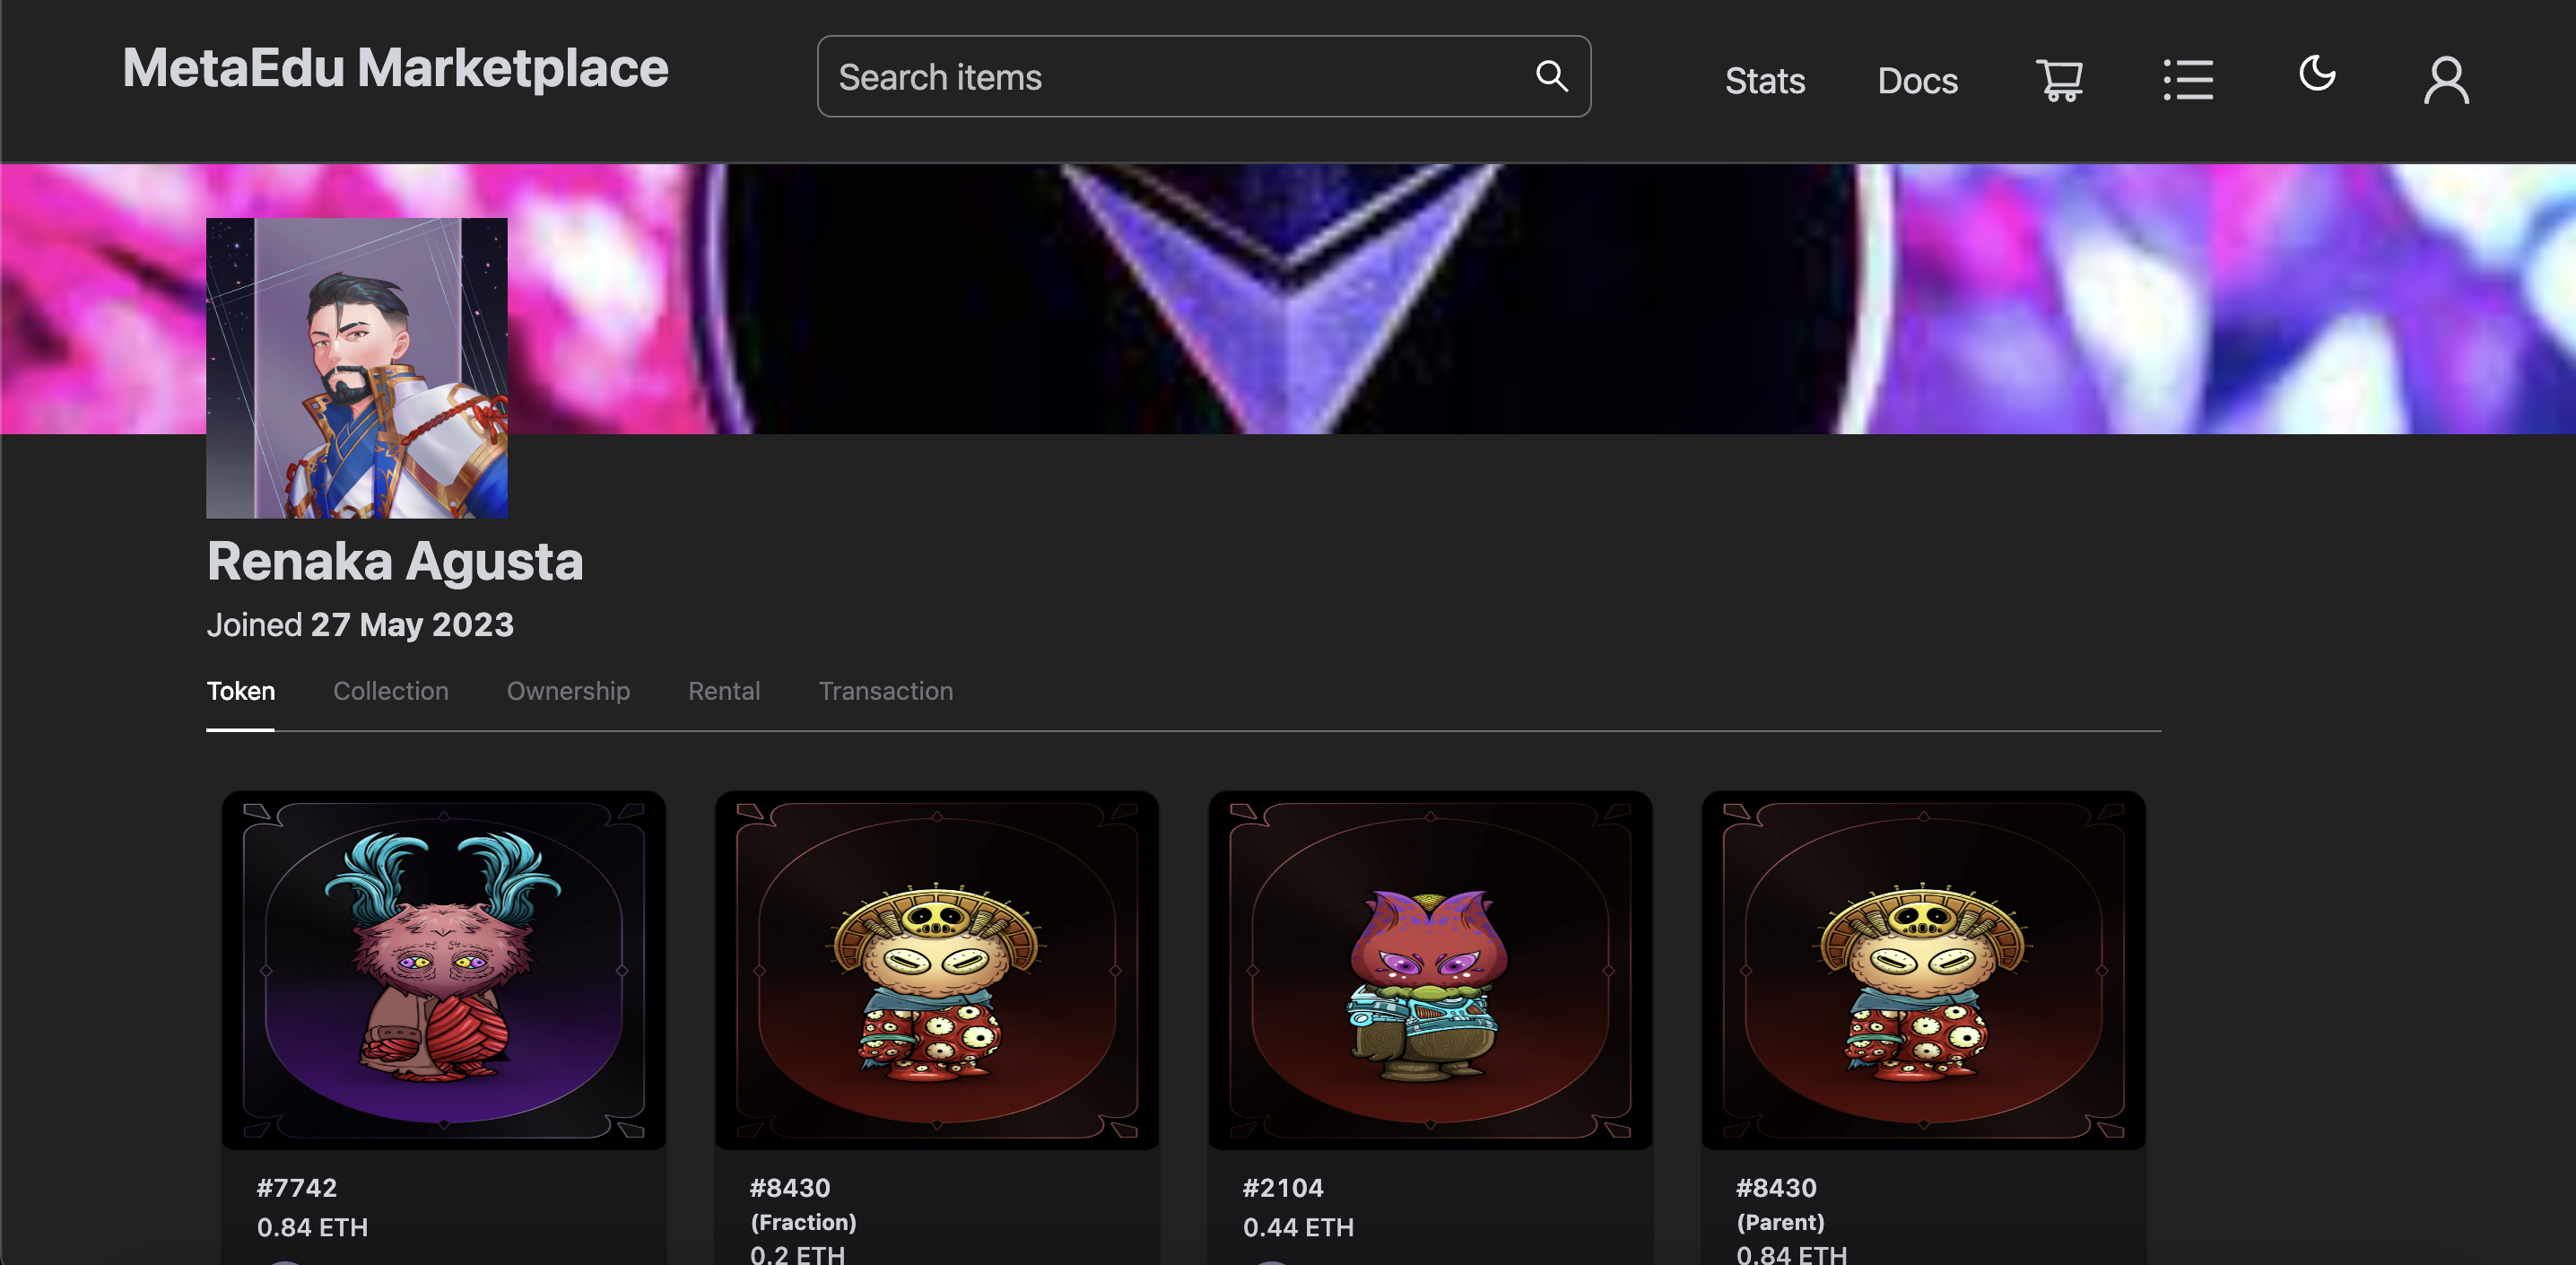 MetaEdu Marketplace
Search items
Stats
Docs
Renaka Agusta
Joined 27 May 2023
Token
Collection
Ownership
Rental
Transaction
#7742
0.84 ETH
#8430
(Fraction)
0.2 ETH
#2104
0.44 ETH
#8430
(Parent)
0.84 ETH